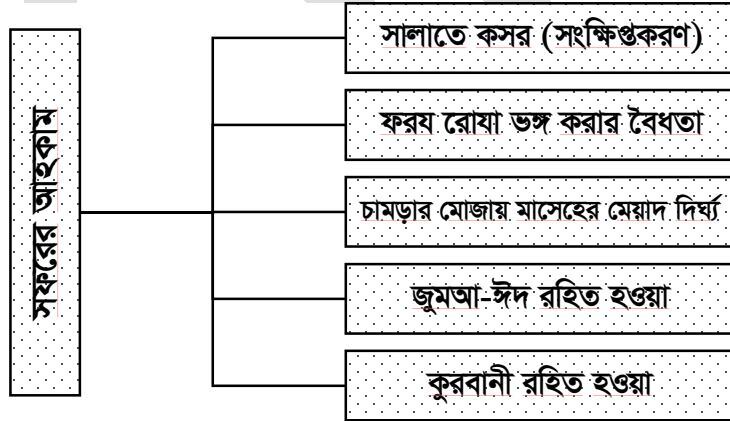 সফরের আহকাম
সালাতে কসর (সংক্ষিপ্তকরণ)
ফরয রোযা ভঙ্গ করার বৈধতা
চামড়ার মোজায় মাসেহের মেয়াদ দির্ঘ্য
জুমআ-ঈদ রহিত হওয়া
কুরবানী রহিত হওয়া